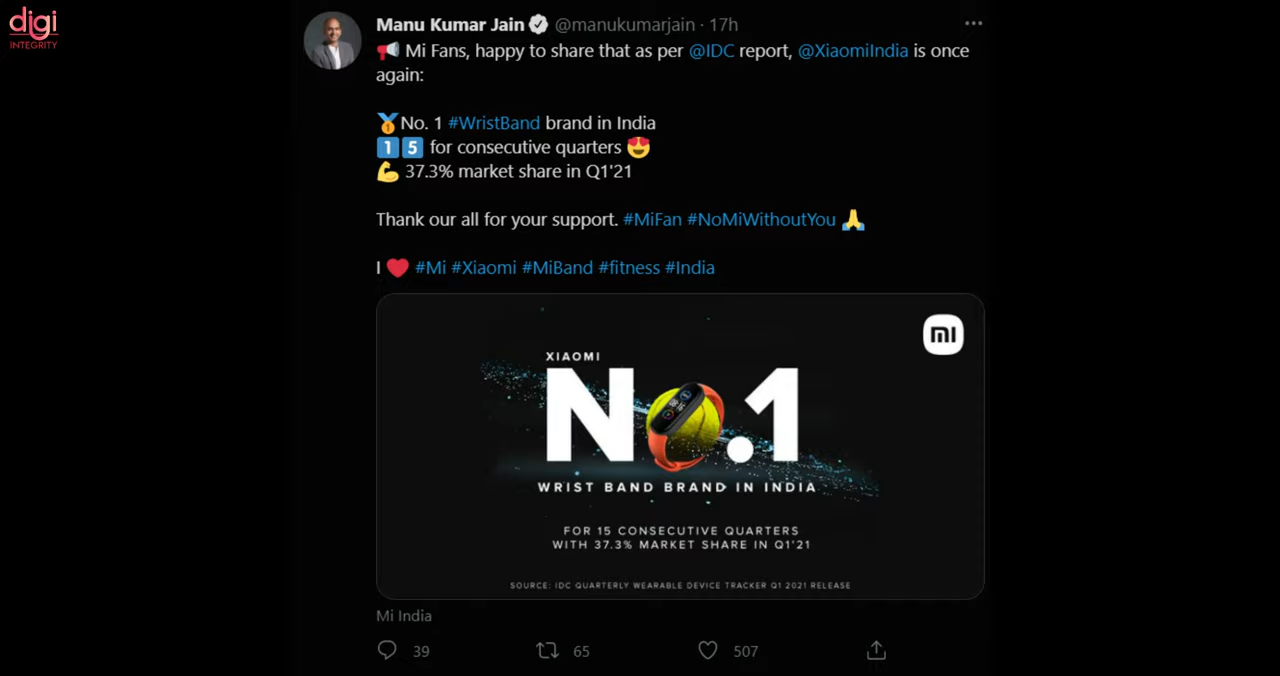 digi
INTEGRITY
Manu Kumar Jain @manukumarjain · 17h
📢 Mi Fans, happy to share that as per @IDC report, @XiaomiIndia is once
again:
🥇No. 1 #WristBand brand in India
1️⃣5️⃣ for consecutive quarters 😍
💪 37.3% market share in Q1'21
Thank our all for your support. #MiFan #NoMiWithoutYou 🙏
I ❤️ #Mi #Xiaomi #MiBand #fitness #India
mi
XIAOMI
No.1
WRIST BAND BRAND IN INDIA
FOR 15 CONSECUTIVE QUARTERS
WITH 37.3% MARKET SHARE IN Q1'21
SOURCE: IDC QUARTERLY WEARABLE DEVICE TRACKER Q1 2021 RELEASE
Mi India
39 65 507